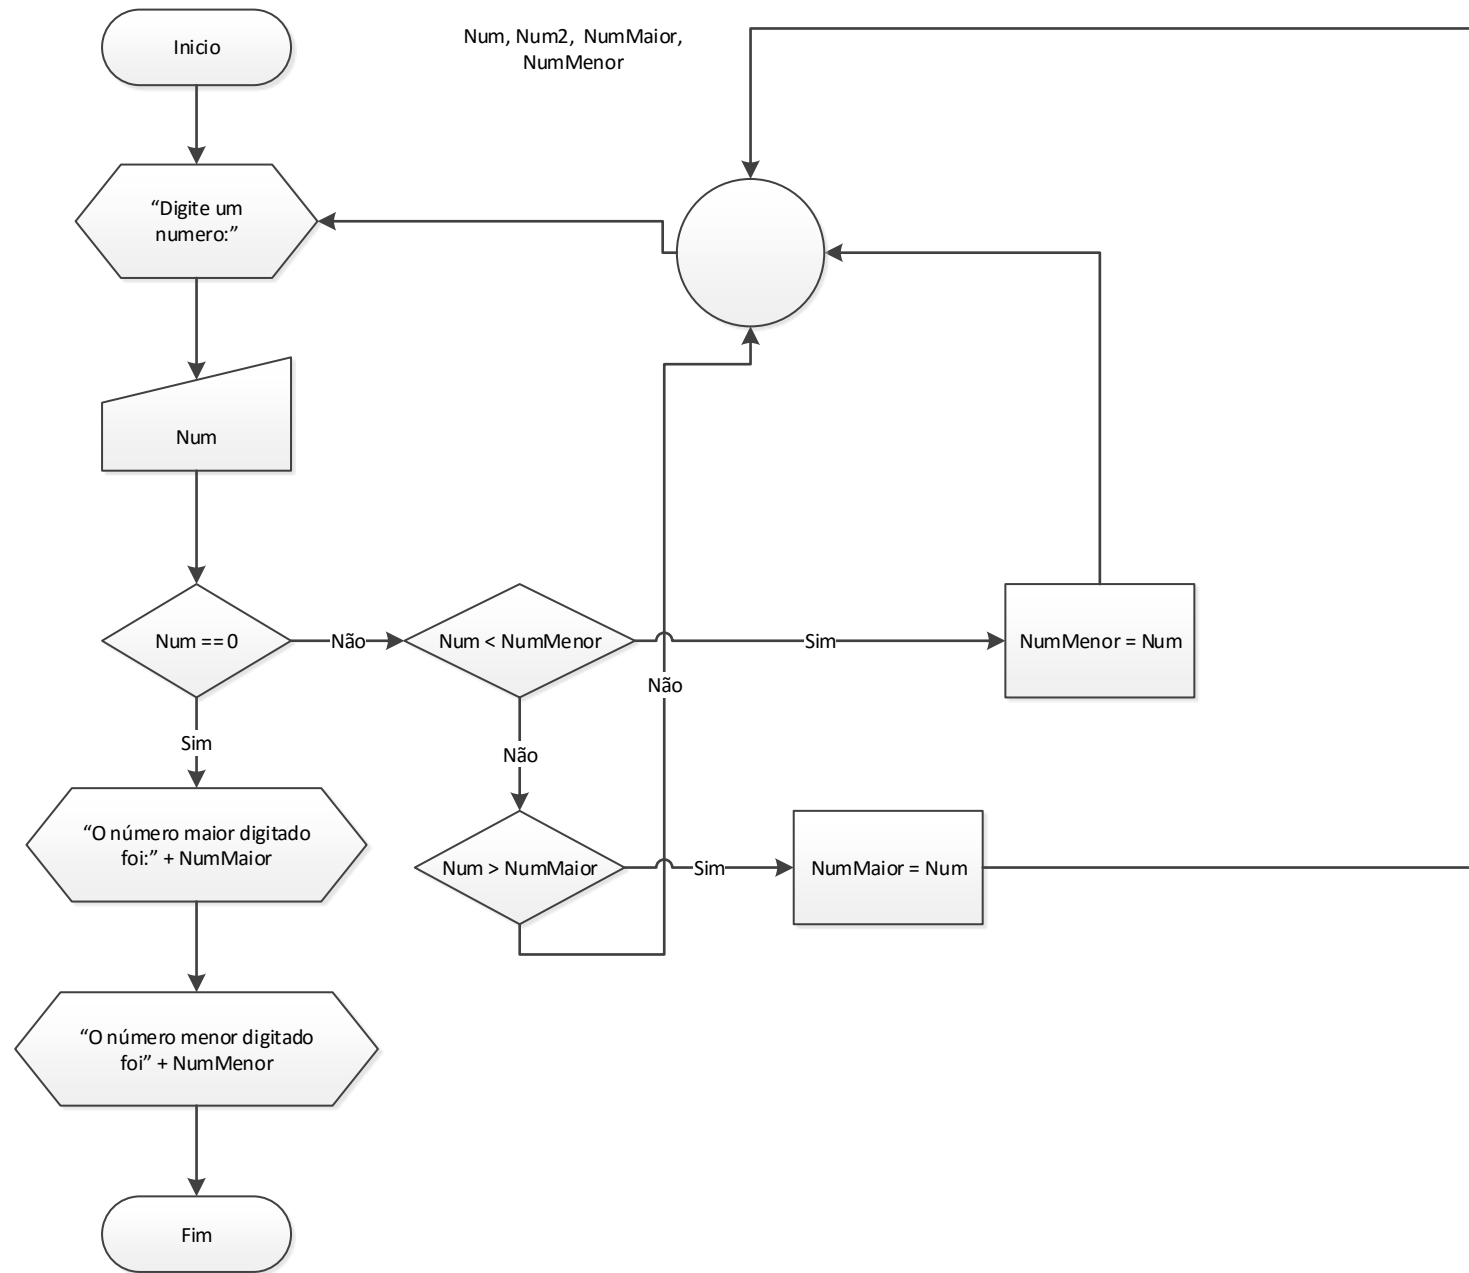 Inicio
Num, Num2, NumMaior,
NumMenor
“Digite um
numero:”
Num
Num == 0
Não
Num < NumMenor
Sim
NumMenor = Num
Não
Sim
Não
“O número maior digitado
foi:” + NumMaior
Num > NumMaior
Sim
NumMaior = Num
“O número menor digitado
foi” + NumMenor
Fim